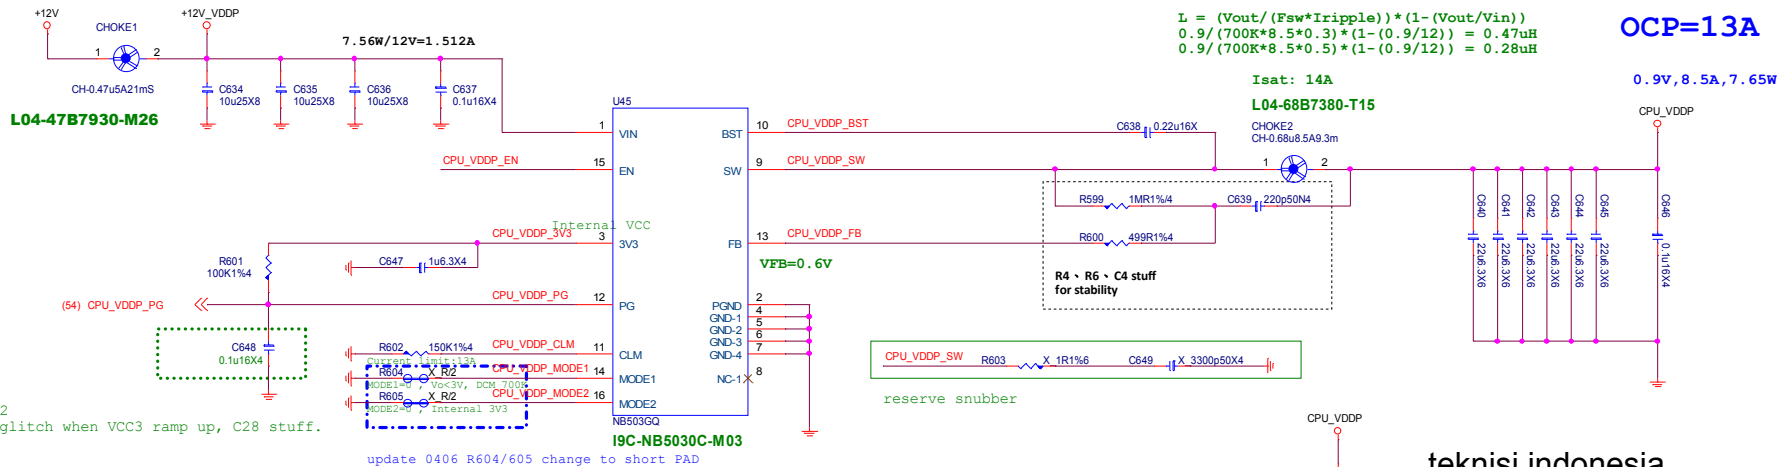 +12V
+12V_VDDP
CHOKE1
1
2
7.56W/12V=1.512A
CH-0.47u5A21mS
L04-47B7930-M26
C634
10u25X8
C635
10u25X8
C636
10u25X8
C637
0.1u16X4
L = (Vout/(Fsw*Iripple))*(1-(Vout/Vin))
0.9/(700K*8.5*0.3)*(1-(0.9/12)) = 0.47uH
0.9/(700K*8.5*0.5)*(1-(0.9/12)) = 0.28uH
OCP=13A
Isat: 14A
0.9V,8.5A,7.65W
L04-68B7380-T15
CHOKE2
CH-0.68u8.5A9.3m
1
2
CPU_VDDP
U45
1
VIN
BST
10
CPU_VDDP_BST
C638
0.22u16X
CPU_VDDP_EN
15
EN
SW
9
CPU_VDDP_SW
R599
1MR1%/4
C639
220p50N4
Internal VCC
CPU_VDDP_3V3
3
3V3
FB
13
CPU_VDDP_FB
R600
499R1%4
VFB=0.6V
R601
100K1%4
C647
1u6.3X4
R4、R6、C4 stuff
for stability
C640
22u6.3X6
C641
22u6.3X6
C642
22u6.3X6
C643
22u6.3X6
C644
22u6.3X6
C645
22u6.3X6
C646
0.1u16X4
(54) CPU_VDDP_PG
CPU_VDDP_PG
12
PG
PGND
2
GND-1
4
GND-2
5
GND-3
6
GND-4
7
NC-1
8
C648
0.1u16X4
R602
150K1%4
CPU_VDDP_CLM
11
CLM
Current limit:13A
R604
X_R/2
CPU_VDDP_MODE1
14
MODE1
MODE1=0 , Vo<3V, DCM 700K
R605
X_R/2
CPU_VDDP_MODE2
16
MODE2
MODE2=0 , Internal 3V3
NB503GQ
I9C-NB5030C-M03
CPU_VDDP_SW
R603
X_1R1%6
C649
X_3300p50X4
reserve snubber
2
glitch when VCC3 ramp up, C28 stuff.
update 0406 R604/605 change to short PAD
CPU_VDDP
teknisi indonesia